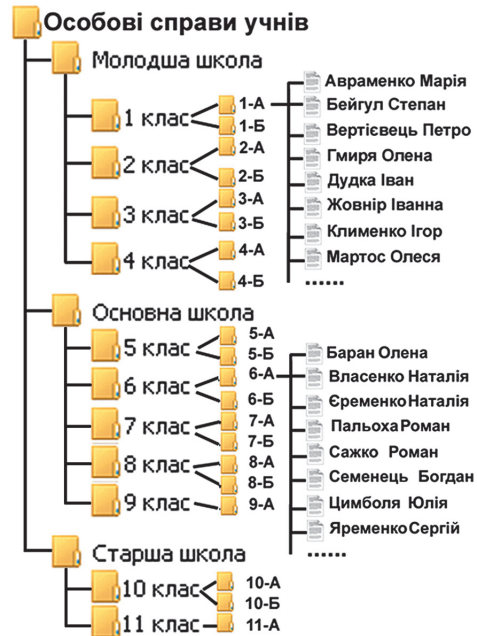 Особові справи учнів
Молодша школа
1 клас
1-А
1-Б
Авраменко Марія
Бейгул Степан
Вертієвець Петро
Гмиря Олена
Дудка Іван
Жовнір Іванна
Клименко Ігор
Мартос Олеся
......
2 клас
2-А
2-Б
3 клас
3-А
3-Б
4 клас
4-А
4-Б
Основна школа
5 клас
5-А
5-Б
6 клас
6-А
6-Б
Баран Олена
Власенко Наталія
Єременко Наталія
Пальоха Роман
Сажко Роман
Семенець Богдан
Цимболя Юлія
Яременко Сергій
......
7 клас
7-А
7-Б
8 клас
8-А
8-Б
9 клас
9-А
Старша школа
10 клас
10-А
10-Б
11 клас
11-А